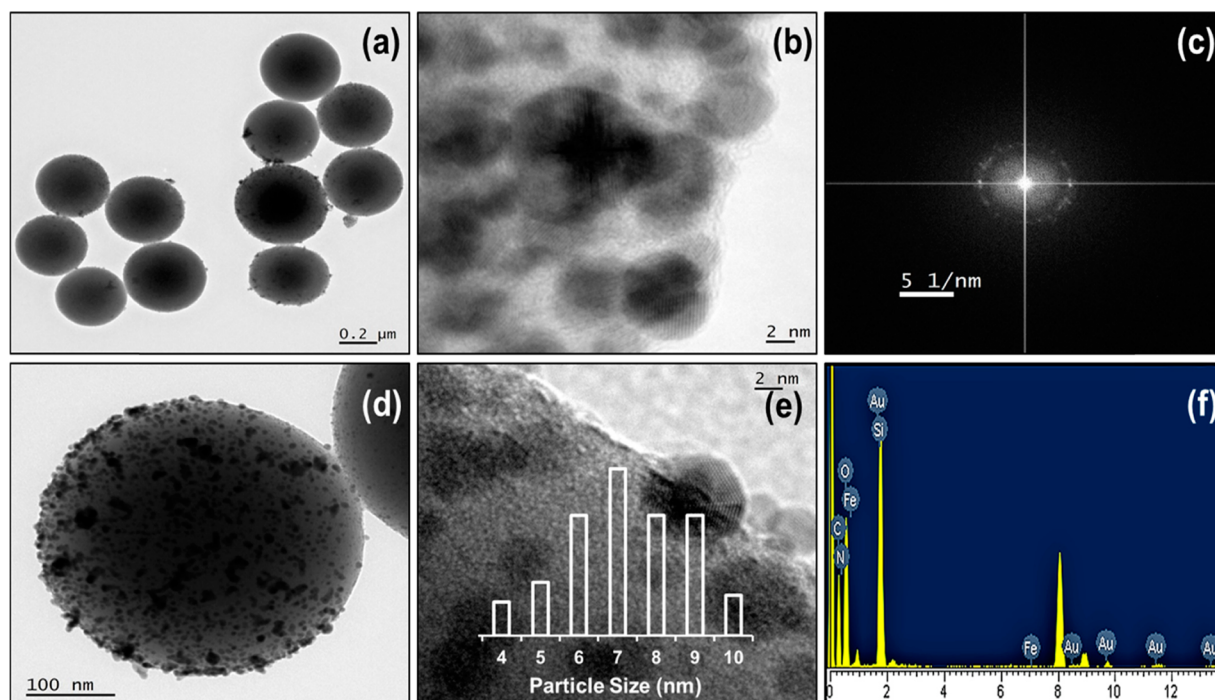 (a)
0.2 µm
(b)
2 nm
(c)
5 1/nm
(d)
100 nm
2 nm
(e)
4 5 6 7 8 9 10
Particle Size (nm)
(f)
Au
Si
O
Fe
C
N
Fe Au Au Au Au
0 2 4 6 8 10 12